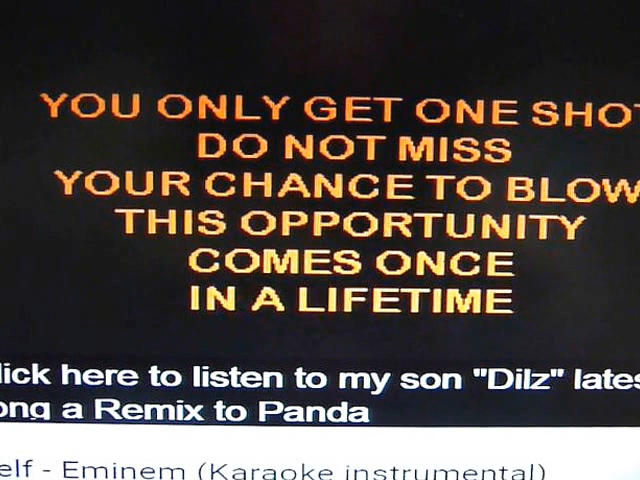 YOU ONLY GET ONE SHO
DO NOT MISS
YOUR CHANCE TO BLOW
THIS OPPORTUNITY
COMES ONCE
IN A LIFETIME
lick here to listen to my son "Dilz" lates
ong a Remix to Panda
elf - Eminem (Karaoke instrumental)